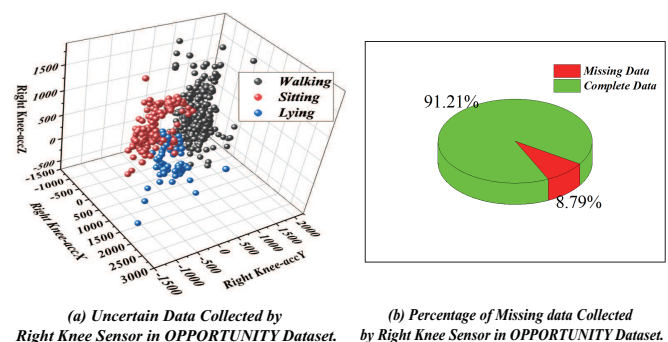 1500
1000
500
0
-500
Right Knee-accZ
Walking
Sitting
Lying
-1500
-1000
-500
0
500
1000
1500
2000
2500
3000
Right Knee-accX
-1500
-1000
-500
0
500
1000
1500
2000
Right Knee-accY
(a) Uncertain Data Collected by
Right Knee Sensor in OPPORTUNITY Dataset.
Missing Data
Complete Data
91.21%
8.79%
(b) Percentage of Missing data Collected
by Right Knee Sensor in OPPORTUNITY Dataset.